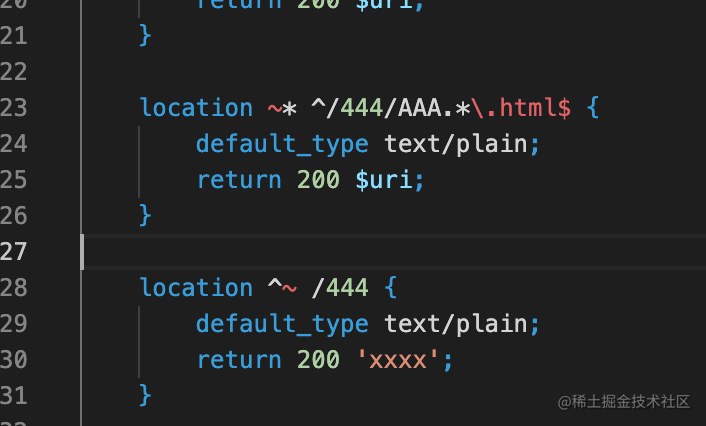 20            return 200 $uri;
21        }
22
23        location ~* ^/444/AAA.*\.html$ {
24            default_type text/plain;
25            return 200 $uri;
26        }
27
28        location ^~ /444 {
29            default_type text/plain;
30            return 200 'xxxx';
31        }
@稀土掘金技术社区